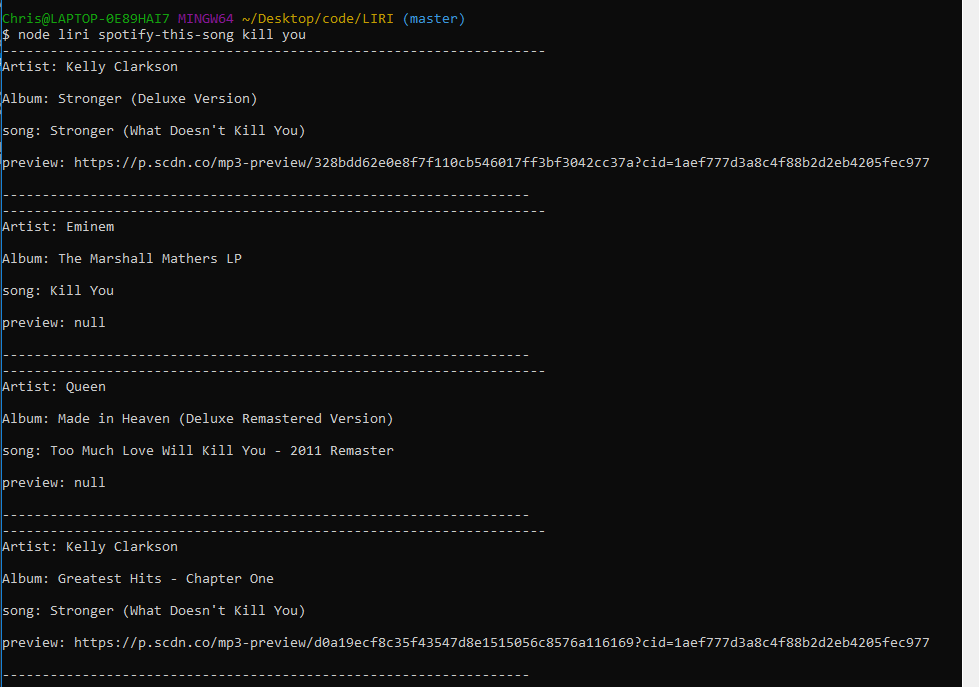 Chris@LAPTOP-0E89HAI7 MINGW64 ~/Desktop/code/LIRI (master)
$ node liri spotify-this-song kill you
--------------------------------------------------------------------
Artist: Kelly Clarkson
Album: Stronger (Deluxe Version)
song: Stronger (What Doesn't Kill You)
preview: https://p.scdn.co/mp3-preview/328bdd62e0e8f7f110cb546017ff3bf3042cc37a?cid=1aef777d3a8c4f88b2d2eb4205fec977
------------------------------------------------------------------
--------------------------------------------------------------------
Artist: Eminem
Album: The Marshall Mathers LP
song: Kill You
preview: null
------------------------------------------------------------------
--------------------------------------------------------------------
Artist: Queen
Album: Made in Heaven (Deluxe Remastered Version)
song: Too Much Love Will Kill You - 2011 Remaster
preview: null
------------------------------------------------------------------
--------------------------------------------------------------------
Artist: Kelly Clarkson
Album: Greatest Hits - Chapter One
song: Stronger (What Doesn't Kill You)
preview: https://p.scdn.co/mp3-preview/d0a19ecf8c35f43547d8e1515056c8576a116169?cid=1aef777d3a8c4f88b2d2eb4205fec977
------------------------------------------------------------------